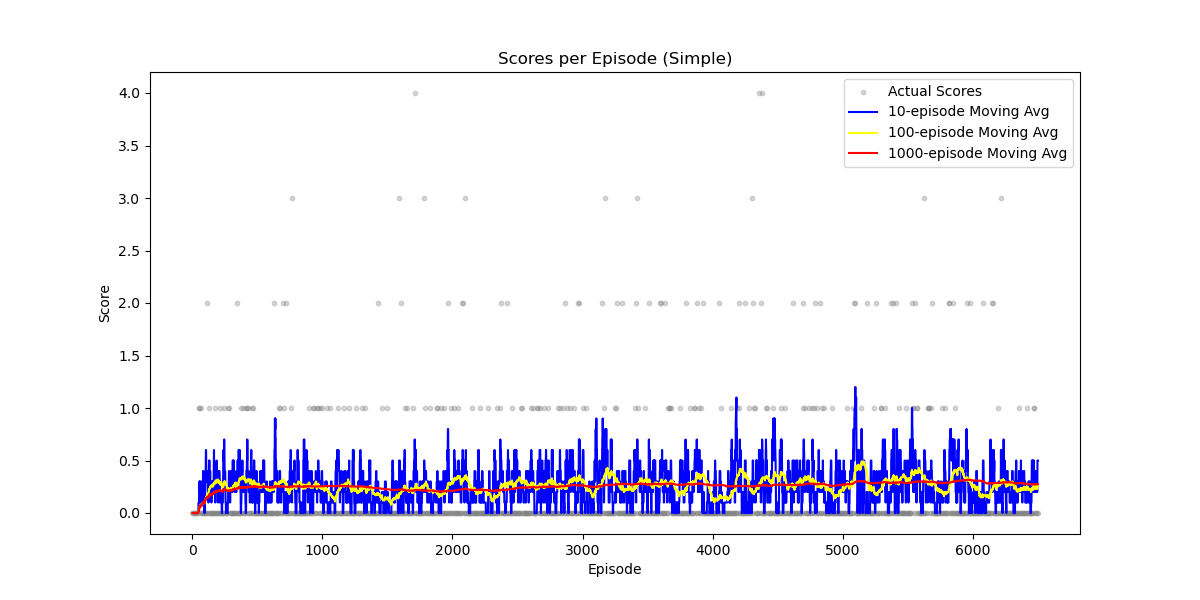 Scores per Episode (Simple)
4.0
3.5
3.0
2.5
2.0
1.5
1.0
0.5
0.0
Score
Actual Scores
10-episode Moving Avg
100-episode Moving Avg
1000-episode Moving Avg
0
1000
2000
3000
4000
5000
6000
Episode